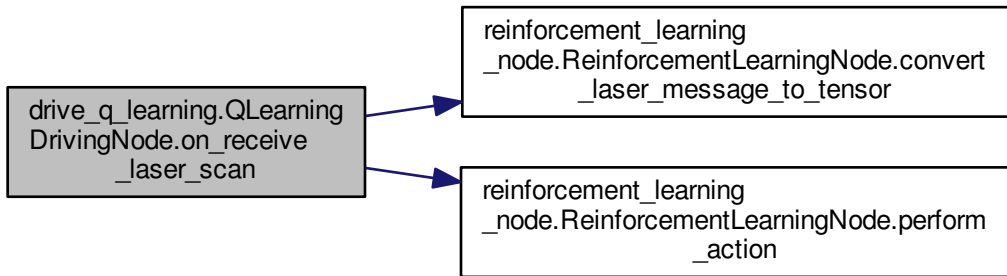 drive_q_learning.QLearning
DrivingNode.on_receive
_laser_scan
reinforcement_learning
_node.ReinforcementLearningNode.convert
_laser_message_to_tensor
reinforcement_learning
_node.ReinforcementLearningNode.perform
_action